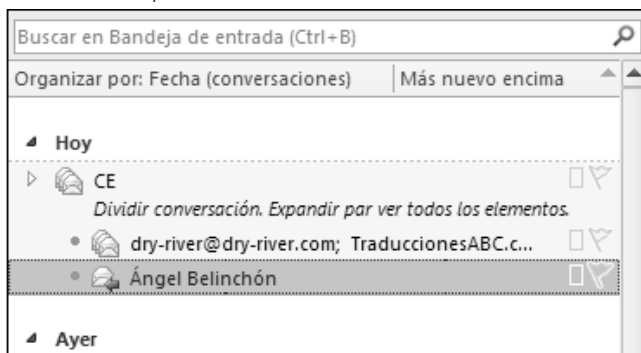 Buscar en Bandeja de entrada (Ctrl+B)
Organizar por: Fecha (conversaciones) Más nuevo encima
Hoy
CE
Dividir conversación. Expandir par ver todos los elementos.
dry-river@dry-river.com; TraduccionesABC.c...
Ángel Belinchón
Ayer